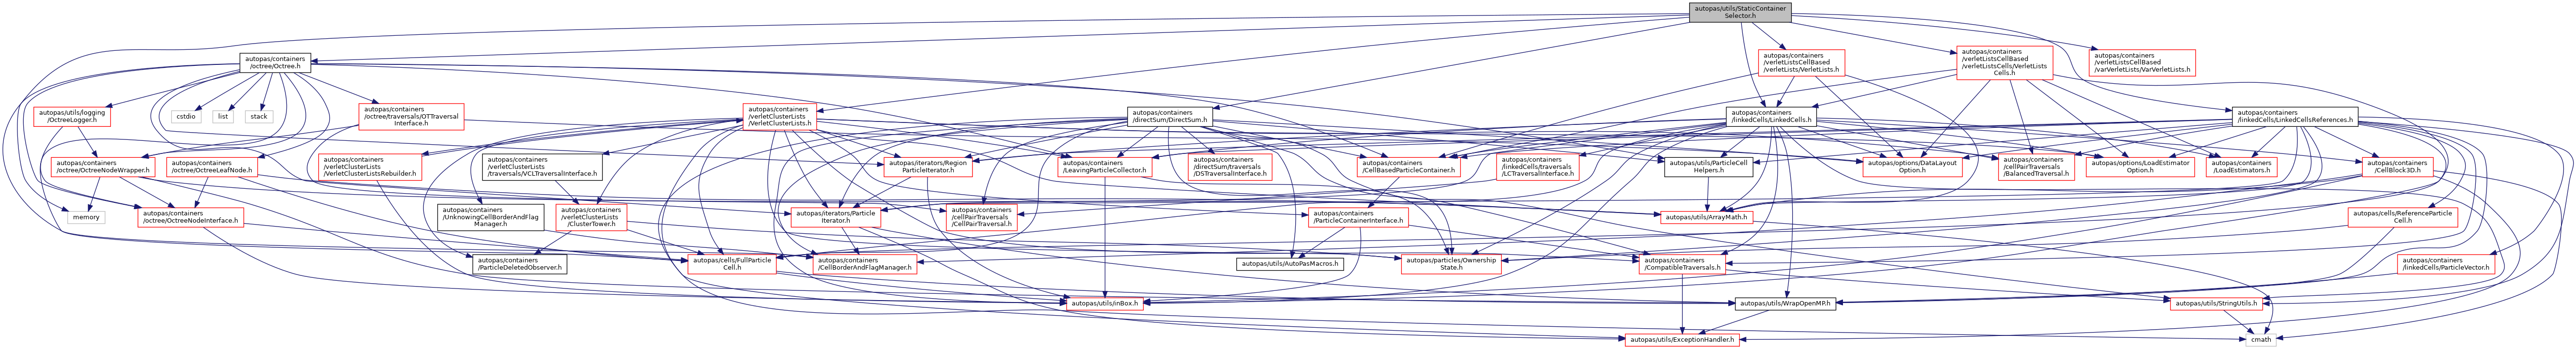 autopas/utils/StaticContainer
Selector.h
autopas/containers
/octree/Octree.h
autopas/containers
/verletListsCellBased
/verletLists/VerletLists.h
autopas/containers
/verletListsCellBased
/verletListsCells/VerletLists
Cells.h
autopas/containers
/verletListsCellBased
/varVerletLists/VarVerletLists.h
autopas/utils/logging
/OctreeLogger.h
cstdio
list
stack
autopas/containers
/octree/traversals/OTTraversal
Interface.h
autopas/containers
/verletClusterLists
/VerletClusterLists.h
autopas/containers
/directSum/DirectSum.h
autopas/containers
/linkedCells/LinkedCells.h
autopas/containers
/linkedCells/LinkedCellsReferences.h
autopas/containers
/octree/OctreeNodeWrapper.h
autopas/containers
/octree/OctreeLeafNode.h
autopas/containers
/verletClusterLists
/VerletClusterListsRebuilder.h
autopas/containers
/verletClusterLists
/traversals/VCLTraversalInterface.h
autopas/iterators/Region
ParticleIterator.h
autopas/containers
/LeavingParticleCollector.h
autopas/containers
/directSum/traversals
/DSTraversalInterface.h
autopas/containers
/CellBasedParticleContainer.h
autopas/containers
/linkedCells/traversals
/LCTraversalInterface.h
autopas/utils/ParticleCell
Helpers.h
autopas/options/DataLayout
Option.h
autopas/containers
/cellPairTraversals
/BalancedTraversal.h
autopas/options/LoadEstimator
Option.h
autopas/containers
/LoadEstimators.h
autopas/containers
/CellBlock3D.h
memory
autopas/containers
/octree/OctreeNodeInterface.h
autopas/containers
/UnknowingCellBorderAndFlag
Manager.h
autopas/containers
/verletClusterLists
/ClusterTower.h
autopas/iterators/Particle
Iterator.h
autopas/containers
/cellPairTraversals
/CellPairTraversal.h
autopas/containers
/ParticleContainerInterface.h
autopas/utils/ArrayMath.h
autopas/cells/ReferenceParticle
Cell.h
autopas/containers
/ParticleDeletedObserver.h
autopas/cells/FullParticle
Cell.h
autopas/containers
/CellBorderAndFlagManager.h
autopas/utils/AutoPasMacros.h
autopas/particles/Ownership
State.h
autopas/containers
/CompatibleTraversals.h
autopas/containers
/linkedCells/ParticleVector.h
autopas/utils/inBox.h
autopas/utils/WrapOpenMP.h
autopas/utils/StringUtils.h
autopas/utils/ExceptionHandler.h
cmath